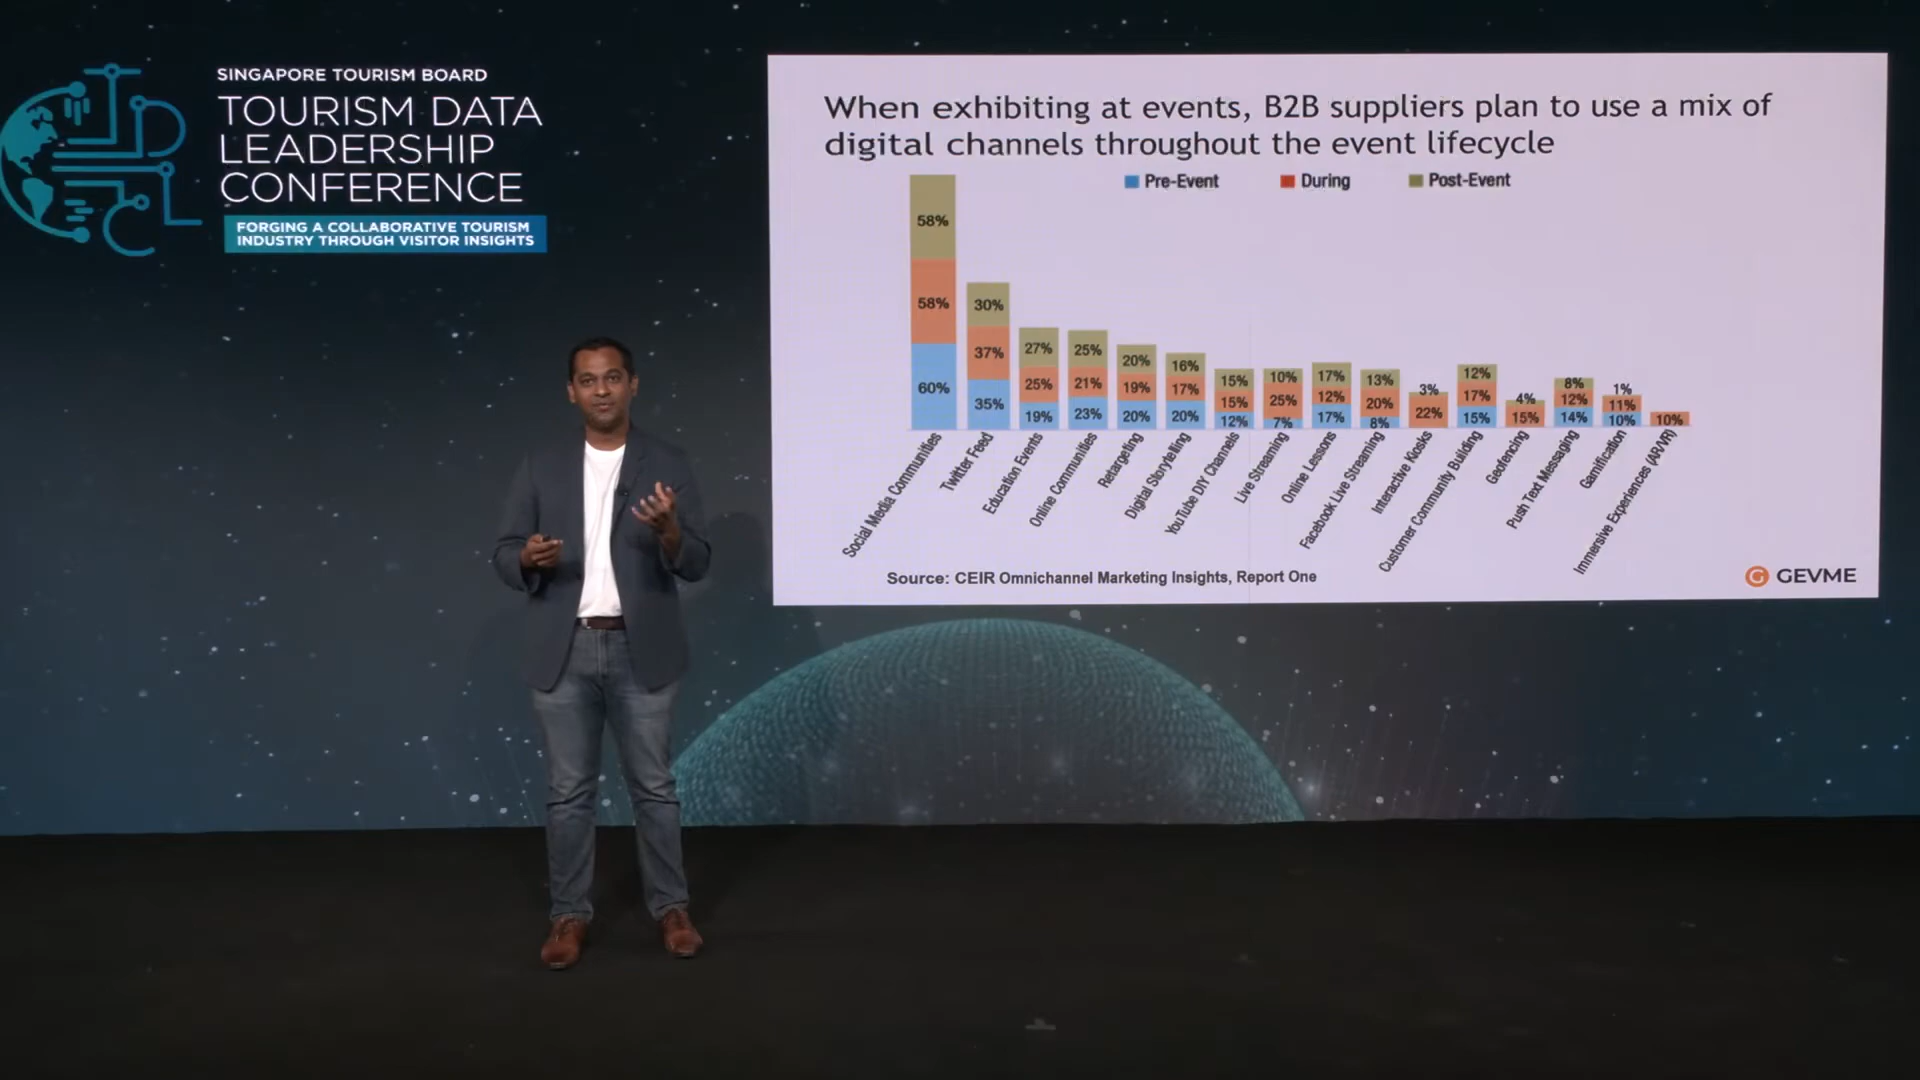 SINGAPORE TOURISM BOARD
TOURISM DATA
LEADERSHIP
CONFERENCE
FORGING A COLLABORATIVE TOURISM
INDUSTRY THROUGH VISITOR INSIGHTS
When exhibiting at events, B2B suppliers plan to use a mix of
digital channels throughout the event lifecycle
Pre-Event During Post-Event
58%
58%
60%
30%
37%
35%
27%
25%
19%
25%
21%
23%
20%
19%
20%
16%
17%
20%
15%
15%
12%
10%
25%
7%
17%
12%
17%
13%
20%
8%
3%
22%
12%
17%
15%
4%
15%
8%
12%
14%
1%
11%
10%
10%
Social Media Communities
Twitter Feed
Education Events
Online Communities
Retargeting
Digital Storytelling
YouTube DIY Channels
Live Streaming
Online Lessons
Facebook Live Streaming
Interactive Kiosks
Customer Community Building
Geofencing
Push Text Messaging
Gamification
Immersive Experiences (AR/VR)
Source: CEIR Omnichannel Marketing Insights, Report One
GEVME